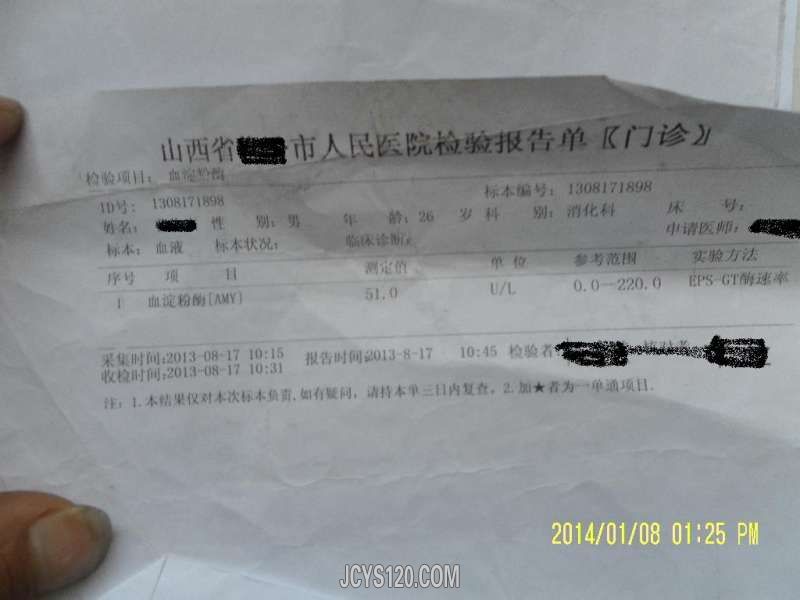 山西省 市人民医院检验报告单〖门诊〗
检验项目: 血淀粉酶
ID号: 1308171898 标本编号: 1308171898
姓名: 性 别: 男 年 龄: 26 岁 科 别: 消化科 床 号:
标本: 血液 标本状况: 临床诊断: 申请医师:
序号 项 目 测定值 单 位 参考范围 实验方法
1 血淀粉酶[AMY] 51.0 U/L 0.0--220.0 EPS-GT酶速率
采集时间:2013-08-17 10:15 报告时间:2013-8-17 10:45 检验者:
收检时间:2013-08-17 10:31
注: 1.本结果仅对本次标本负责,如有疑问, 请持本单三日内复查。2.加★者为一单通项目.
2014/01/08 01:25 PM
JCYS120.COM